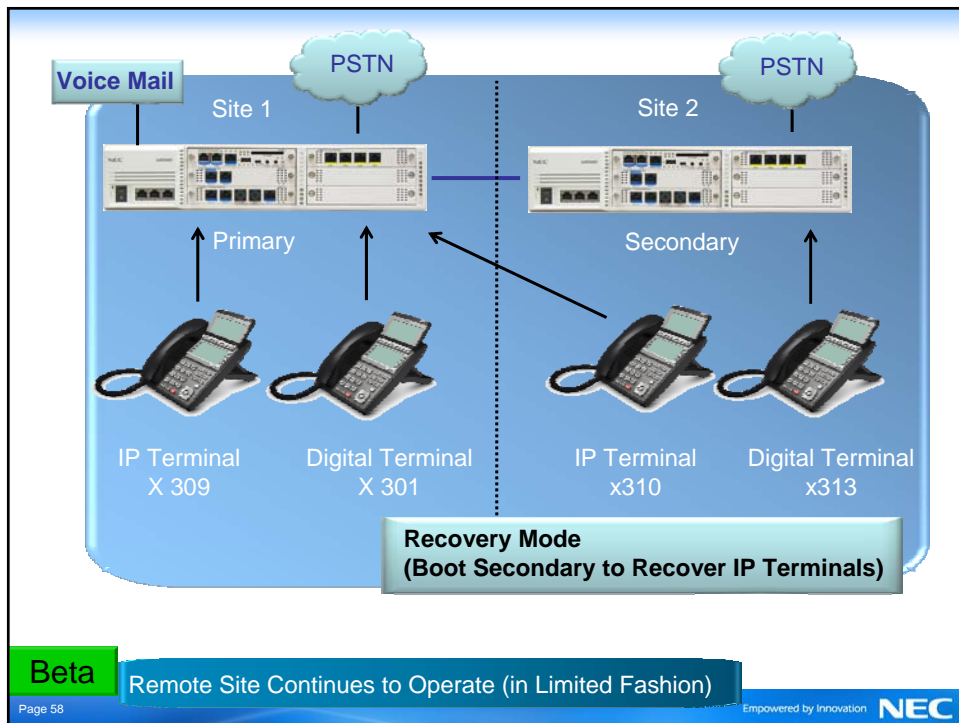 Voice Mail
PSTN
PSTN
Site 1
Site 2
NEC
NEC
Primary
Secondary
IP Terminal
X 309
Digital Terminal
X 301
IP Terminal
x310
Digital Terminal
x313
Recovery Mode
(Boot Secondary to Recover IP Terminals)
Beta
Remote Site Continues to Operate (in Limited Fashion)
Page 58
Empowered by Innovation NEC